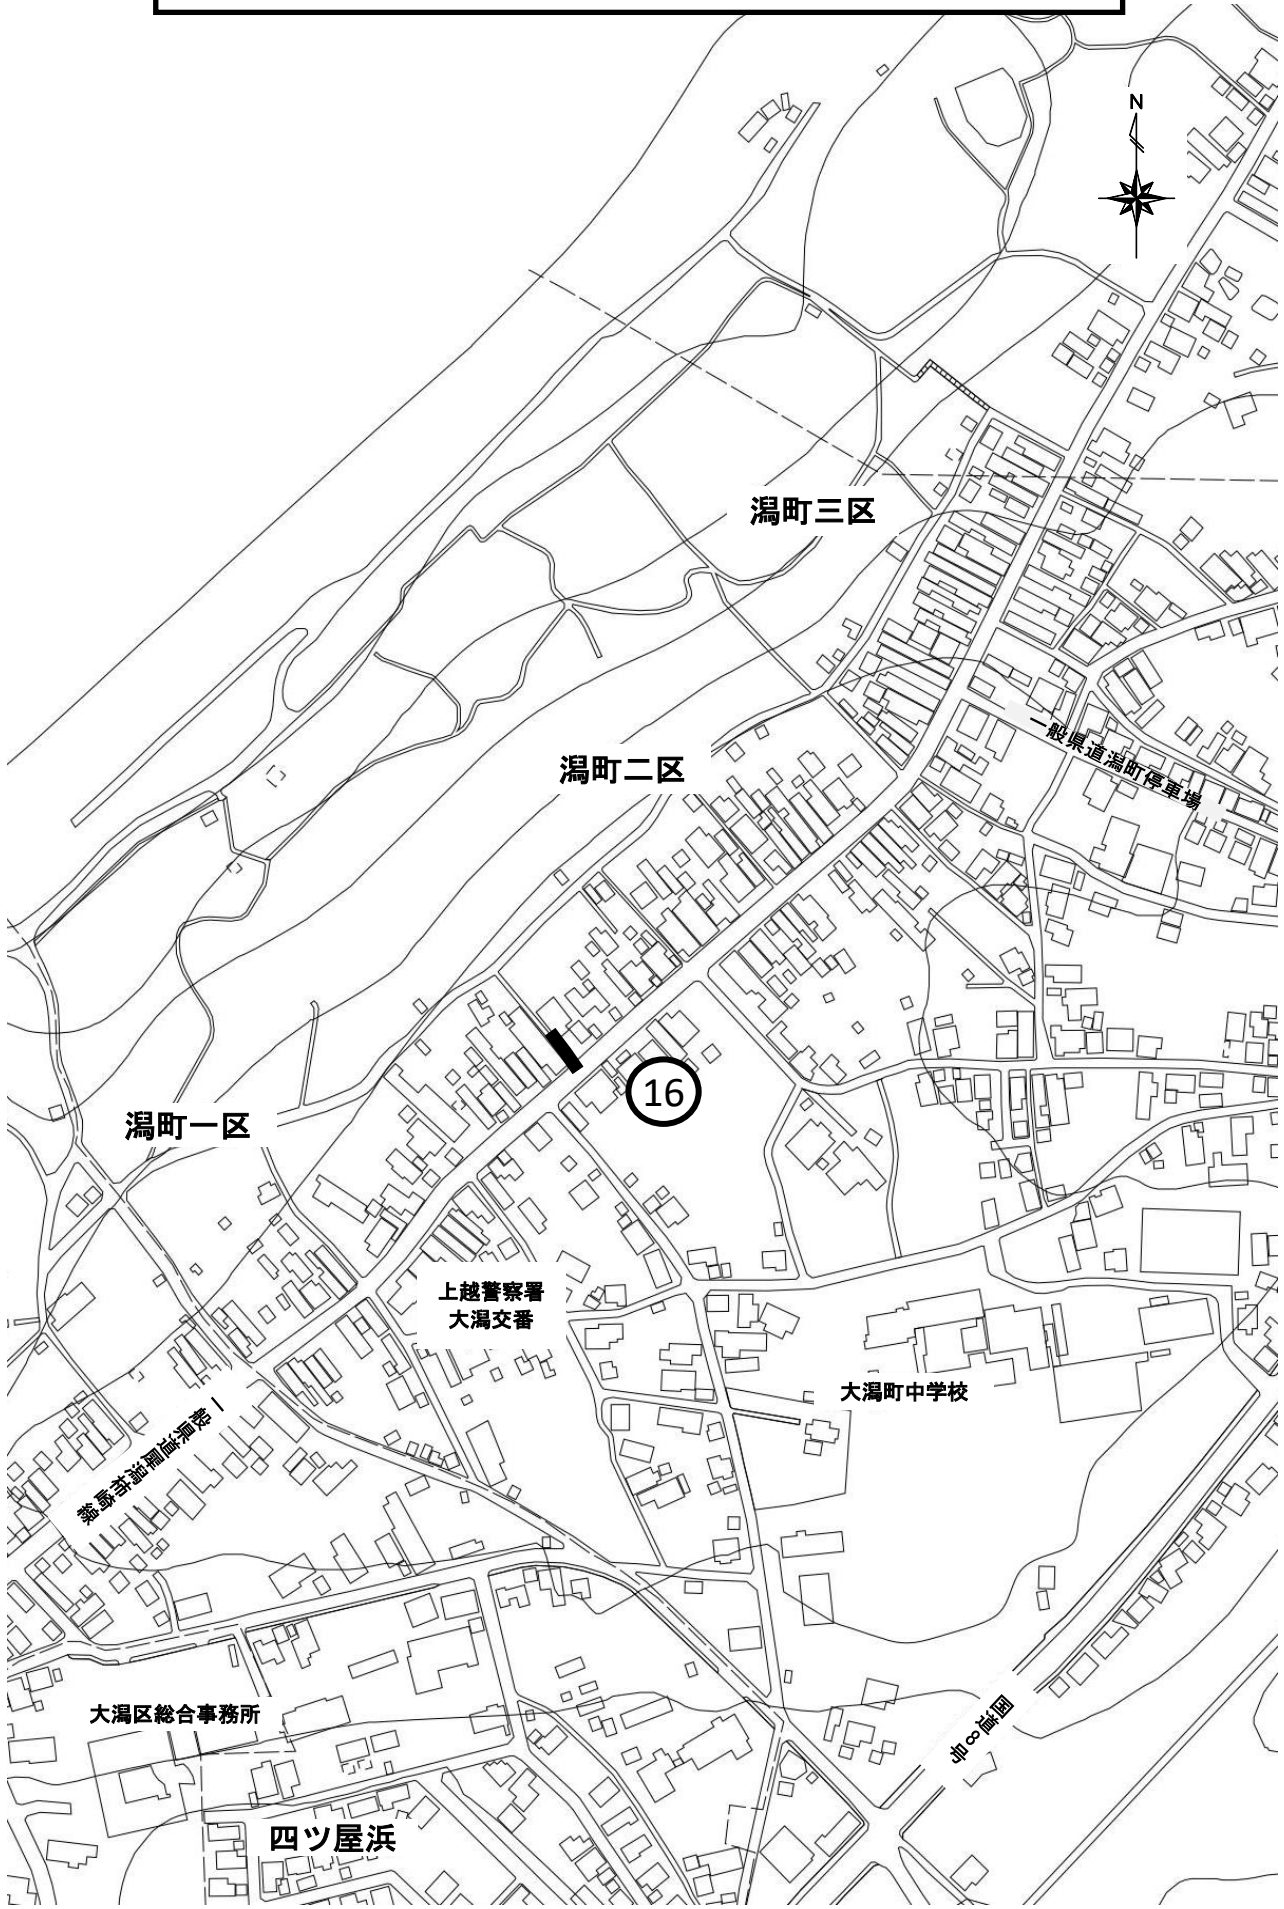 N
潟町三区
一般県道潟町停車場
潟町二区
16
潟町一区
上越警察署
大潟交番
大潟町中学校
一般県道犀潟柿崎線
大潟区総合事務所
国道8号
四ツ屋浜